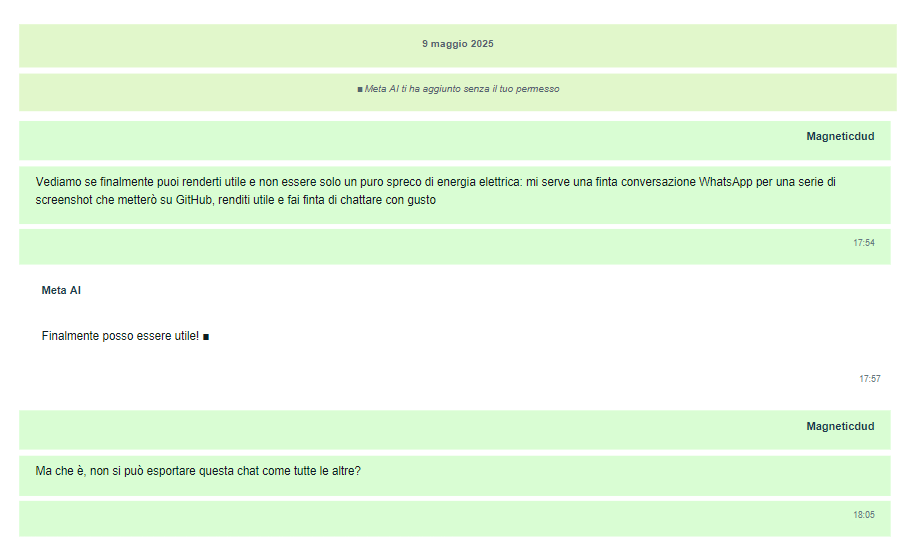 9 maggio 2025
■ Meta AI ti ha aggiunto senza il tuo permesso
Magneticdud
Vediamo se finalmente puoi renderti utile e non essere solo un puro spreco di energia elettrica: mi serve una finta conversazione WhatsApp per una serie di
screenshot che metterò su GitHub, renditi utile e fai finta di chattare con gusto
17:54
Meta AI
Finalmente posso essere utile! ■
17:57
Magneticdud
Ma che è, non si può esportare questa chat come tutte le altre?
18:05